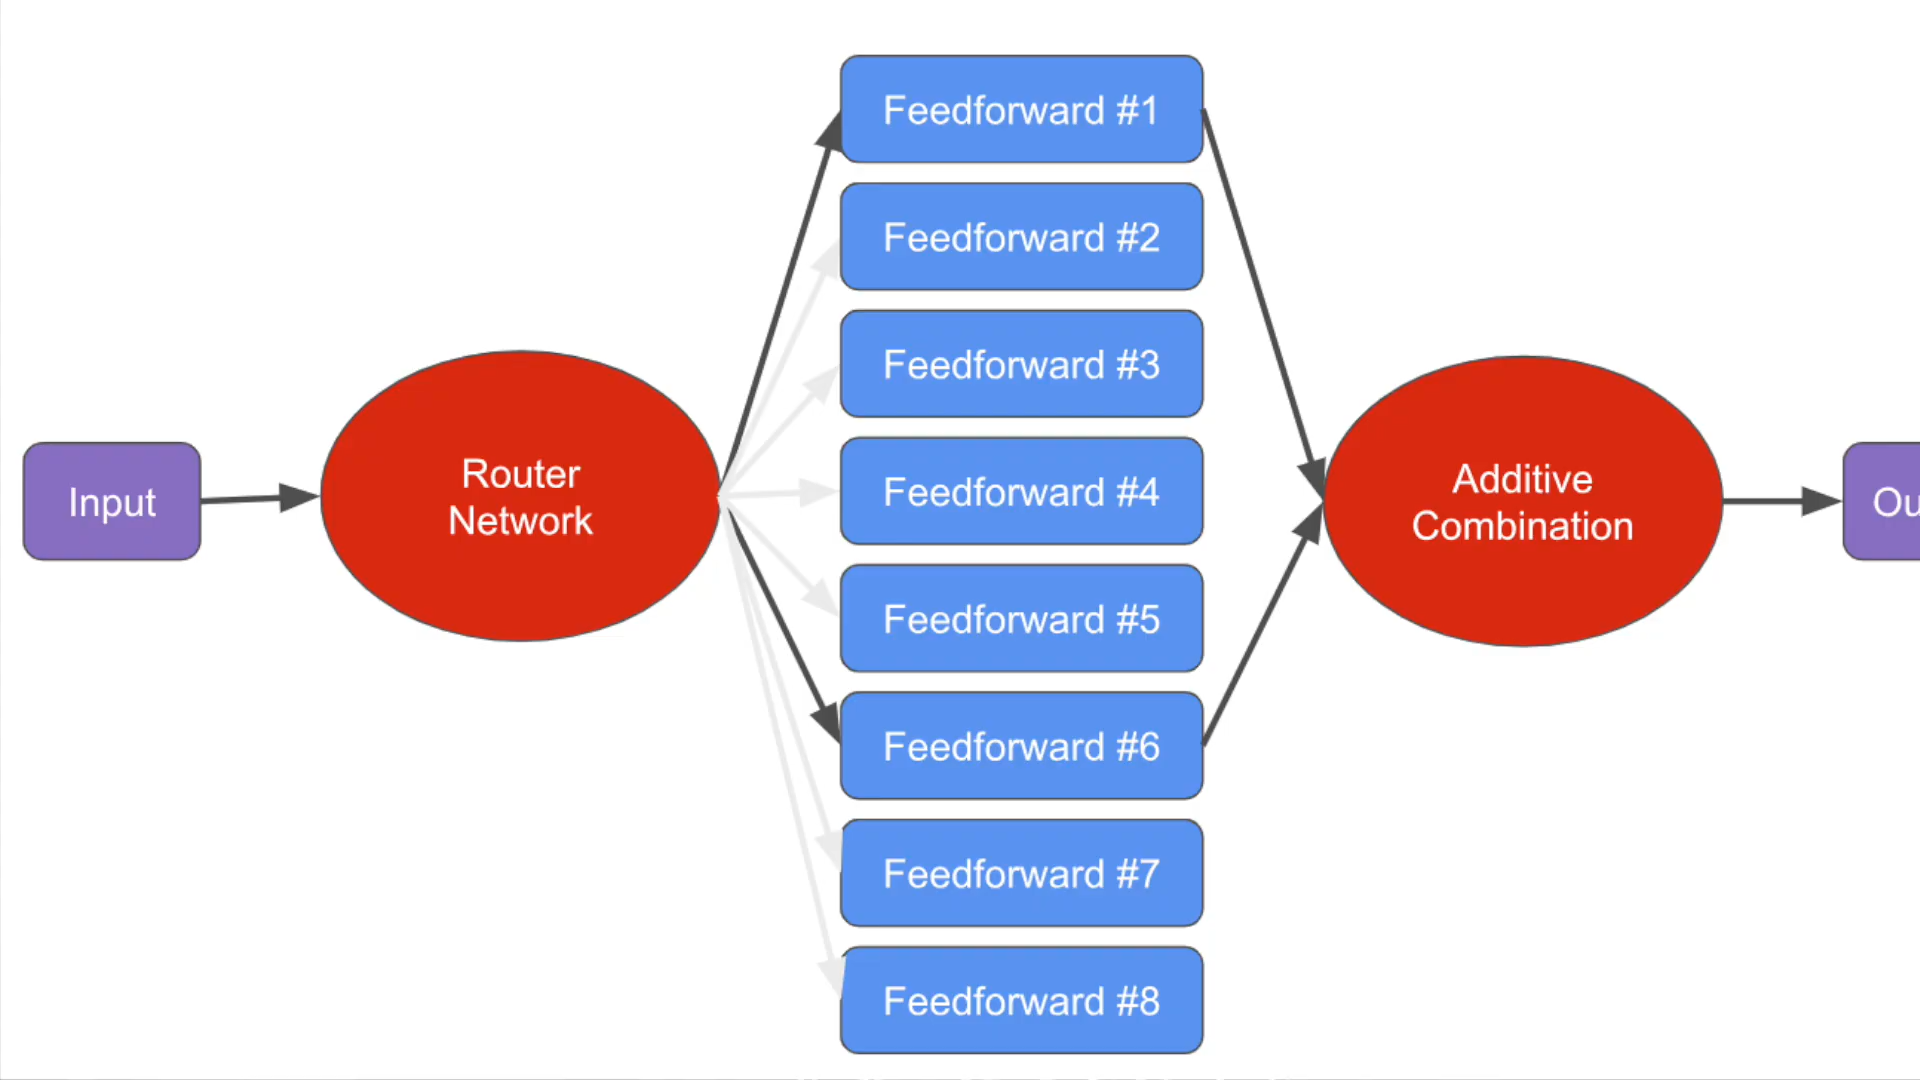 Input
Router
Network
Feedforward #1
Feedforward #2
Feedforward #3
Feedforward #4
Feedforward #5
Feedforward #6
Feedforward #7
Feedforward #8
Additive
Combination
Ou